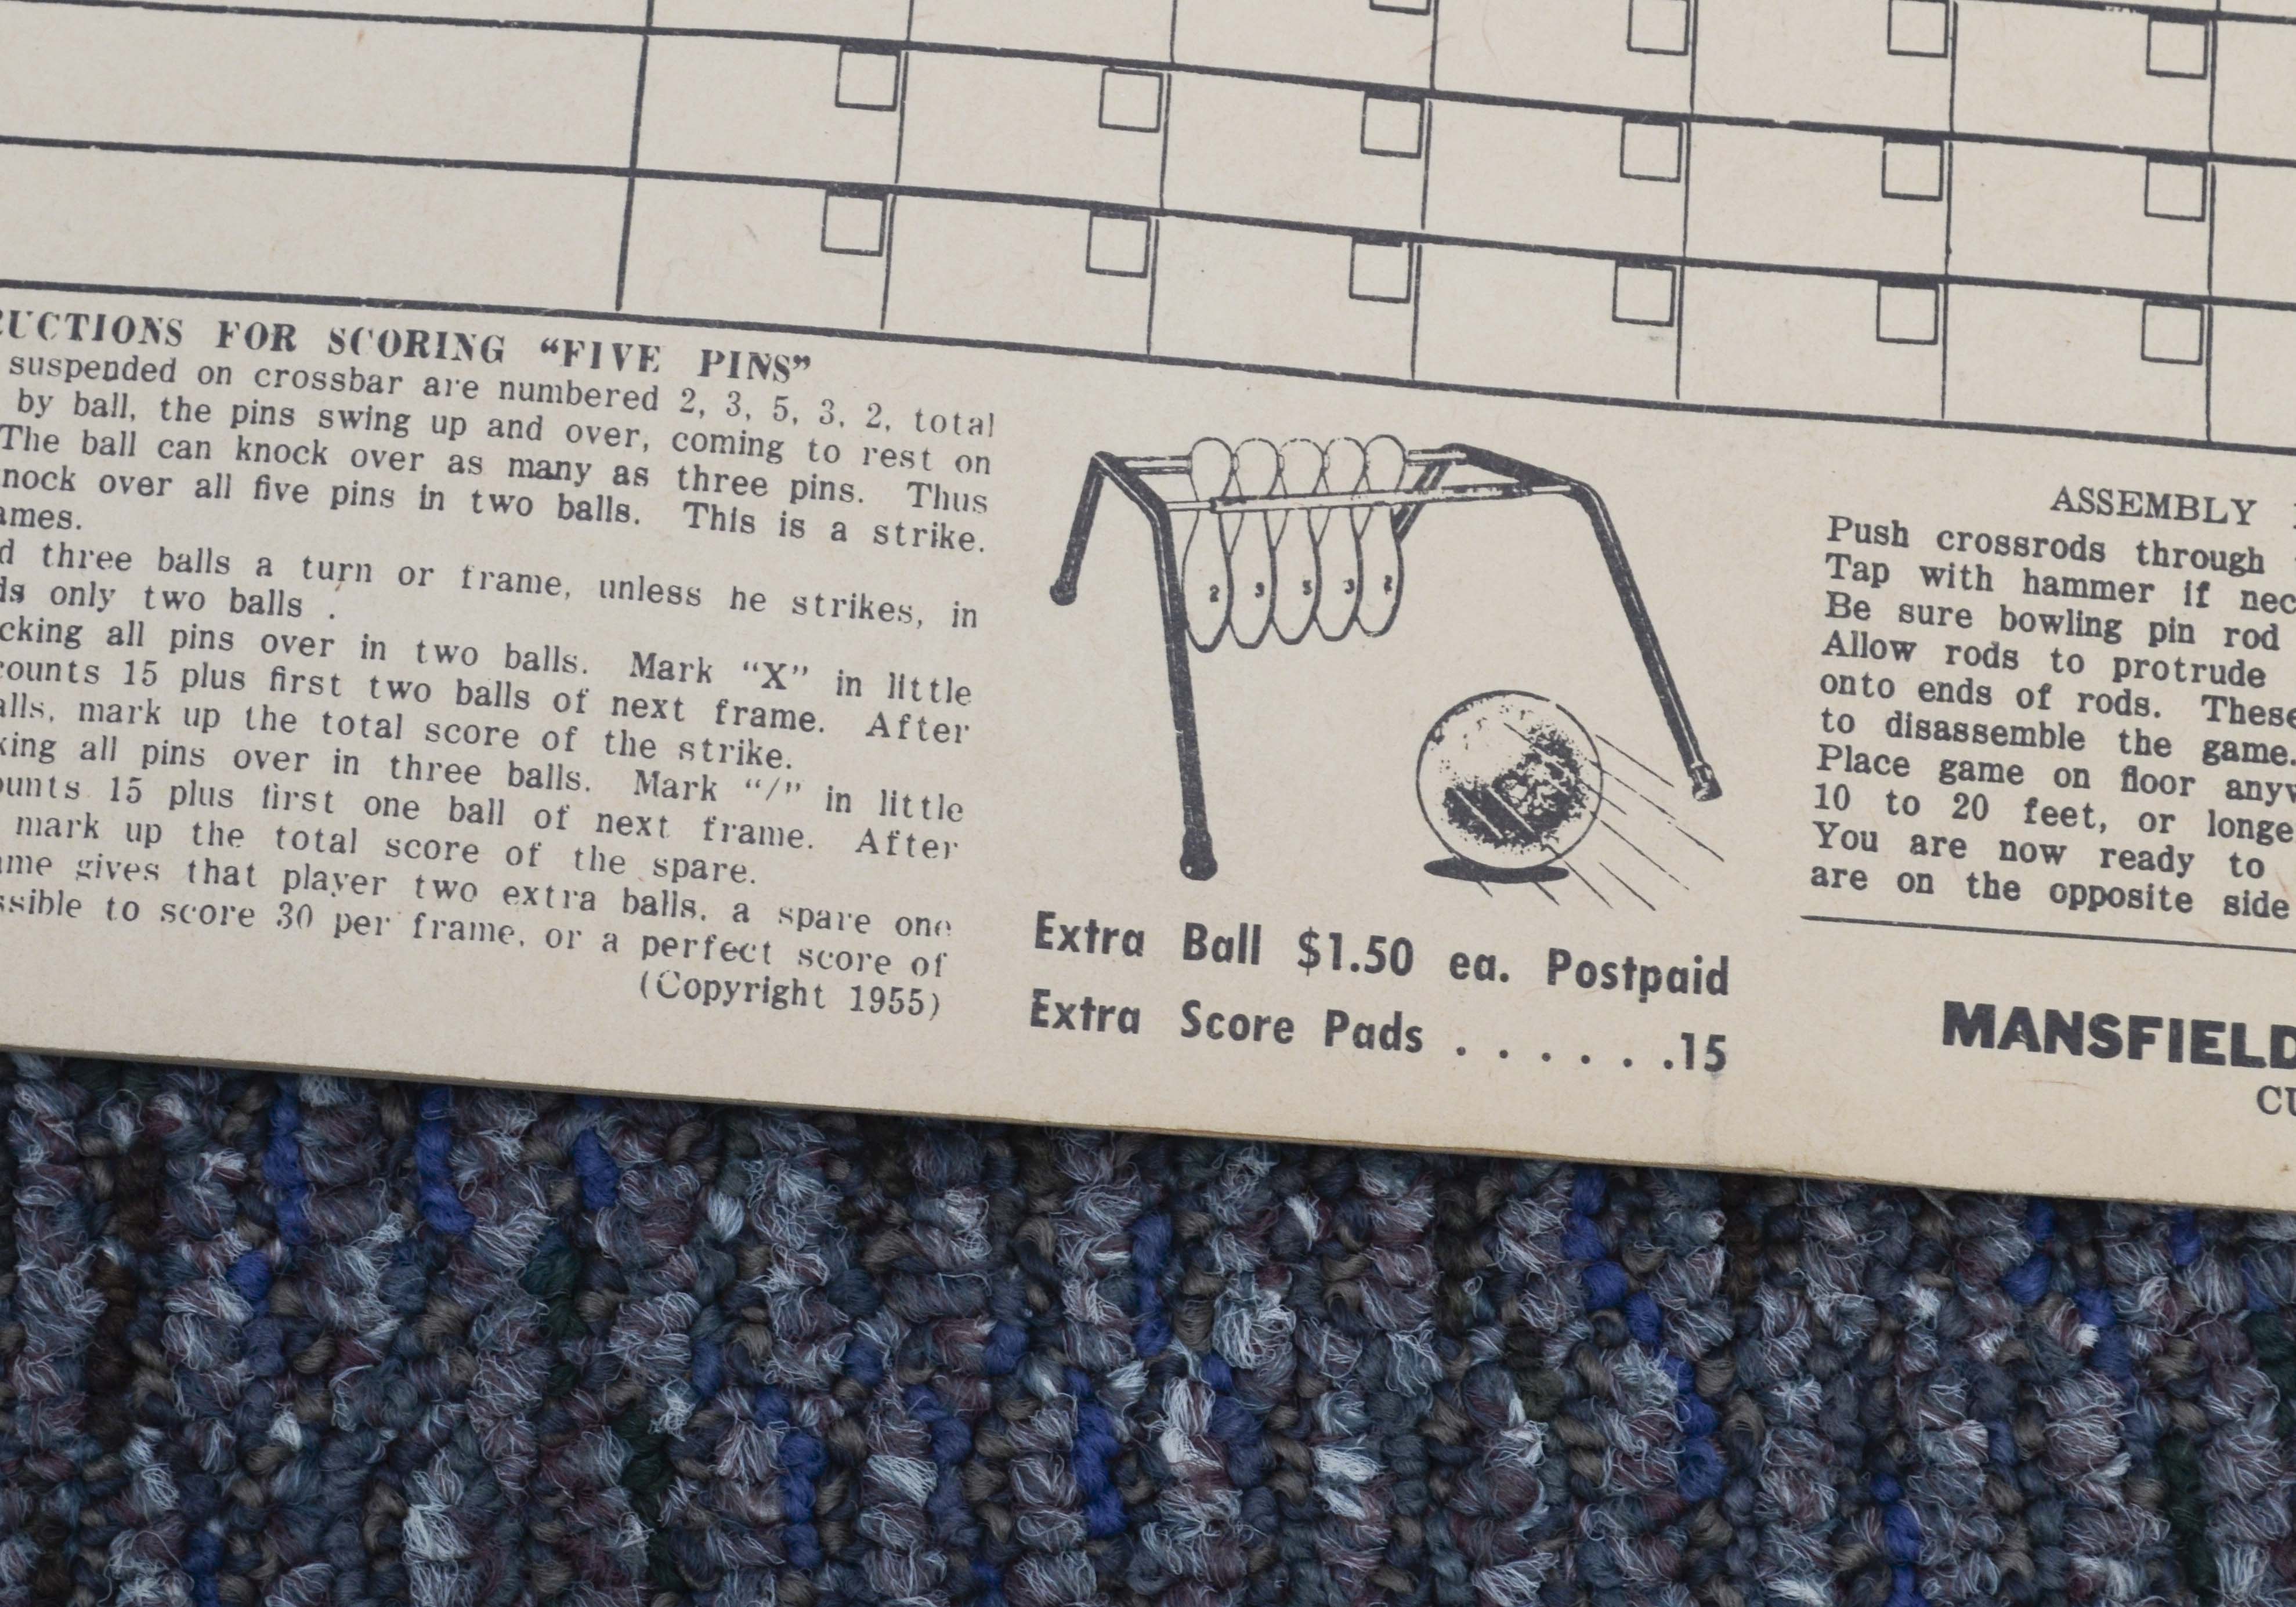 RUCTIONS FOR SCORING “FIVE PINS”
suspended on crossbar are numbered 2, 3, 5, 3, 2, total
by ball, the pins swing up and over, coming to rest on
The ball can knock over as many as three pins. Thus
nock over all five pins in two balls. This is a strike.
ames.
d three balls a turn or frame, unless he strikes, in
ds only two balls .
cking all pins over in two balls. Mark “X” in little
counts 15 plus first two balls of next frame. After
alls, mark up the total score of the strike.
king all pins over in three balls. Mark “/” in little
ounts 15 plus first one ball of next frame. After
mark up the total score of the spare.
ame gives that player two extra balls, a spare one
ssible to score 30 per frame, or a perfect score of
(Copyright 1955)
2 3 5 3 2
Extra Ball $1.50 ea. Postpaid
Extra Score Pads . . . . . . .15
ASSEMBLY
Push crossrods through
Tap with hammer if nec
Be sure bowling pin rod
Allow rods to protrude
onto ends of rods. These
to disassemble the game.
Place game on floor anyw
10 to 20 feet, or longe
You are now ready to
are on the opposite side
MANSFIELD
CU